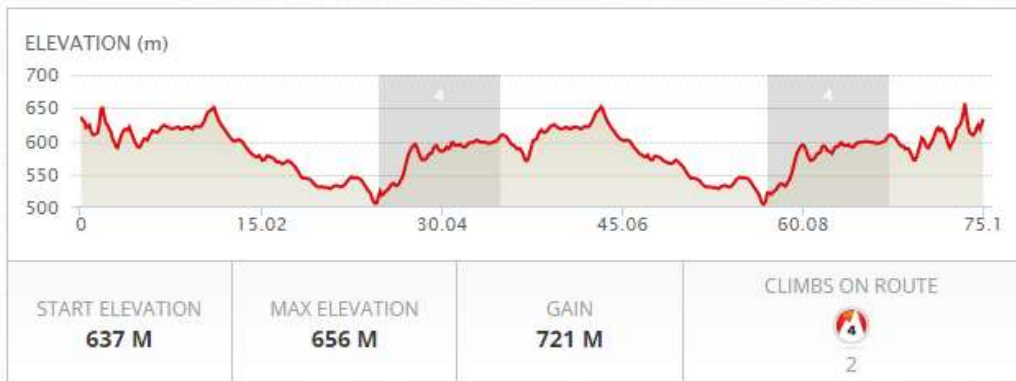 ELEVATION (m)
700
650
600
550
500
4
4
0
15.02
30.04
45.06
60.08
75.1
START ELEVATION
637 M
MAX ELEVATION
656 M
GAIN
721 M
CLIMBS ON ROUTE
4
2